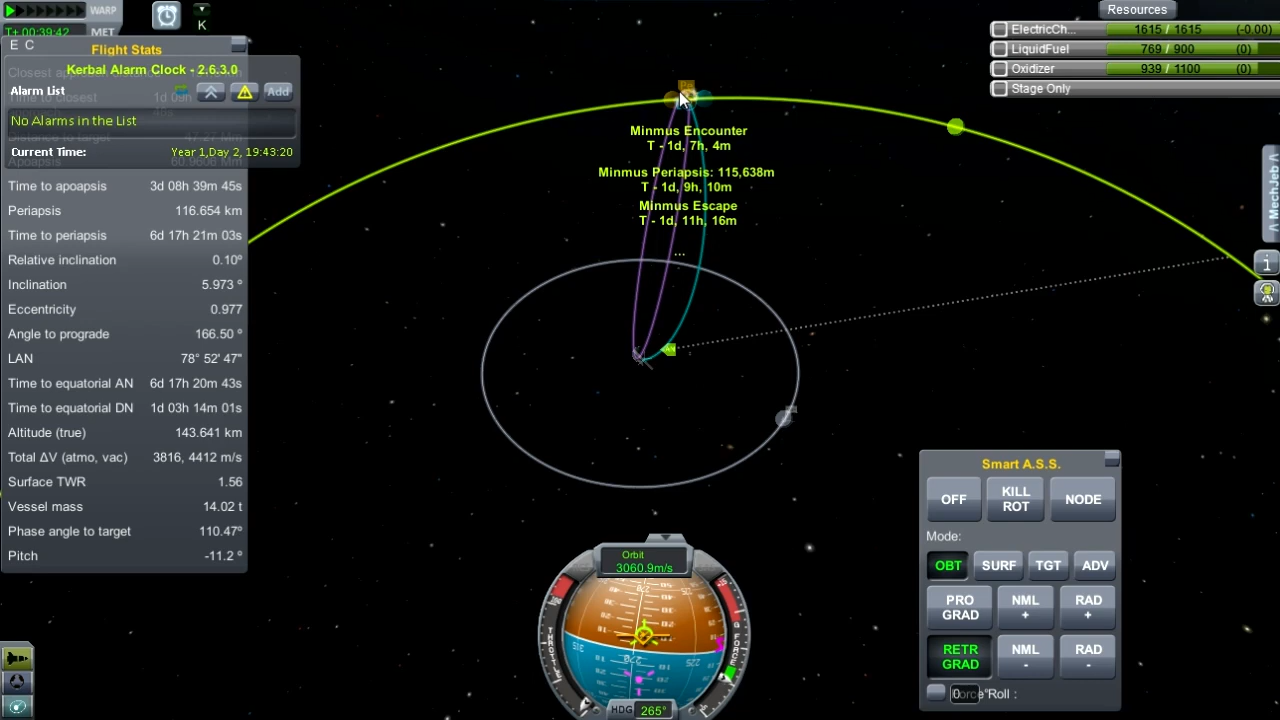 WARP
T+ 00:39:42
MET
K
E C
Flight Stats
Kerbal Alarm Clock - 2.6.3.0
Alarm List
Add
No Alarms in the List
Current Time:
Year 1,Day 2, 19:43:20
Time to apoapsis 3d 08h 39m 45s
Periapsis 116.654 km
Time to periapsis 6d 17h 21m 03s
Relative inclination 0.10º
Inclination 5.973 º
Eccentricity 0.977
Angle to prograde 166.50 º
LAN 78° 52' 47"
Time to equatorial AN 6d 17h 20m 43s
Time to equatorial DN 1d 03h 14m 01s
Altitude (true) 143.641 km
Total ΔV (atmo, vac) 3816, 4412 m/s
Surface TWR 1.56
Vessel mass 14.02 t
Phase angle to target 110.47º
Pitch -11.2 º
Minmus Encounter
T - 1d, 7h, 4m
Minmus Periapsis: 115,638m
T - 1d, 9h, 10m
Minmus Escape
T - 1d, 11h, 16m
...
AN
Resources
ElectricCh... 1615 / 1615 (-0.00)
LiquidFuel 769 / 900 (0)
Oxidizer 939 / 1100 (0)
Stage Only
/\ MechJeb /\
i
Orbit
3060.9m/s
THROTTLE
G FORCE
HDG 265°
Smart A.S.S.
OFF
KILL ROT
NODE
Mode:
OBT
SURF
TGT
ADV
PRO GRAD
NML +
RAD +
RETR GRAD
NML -
RAD -
0
Roll :